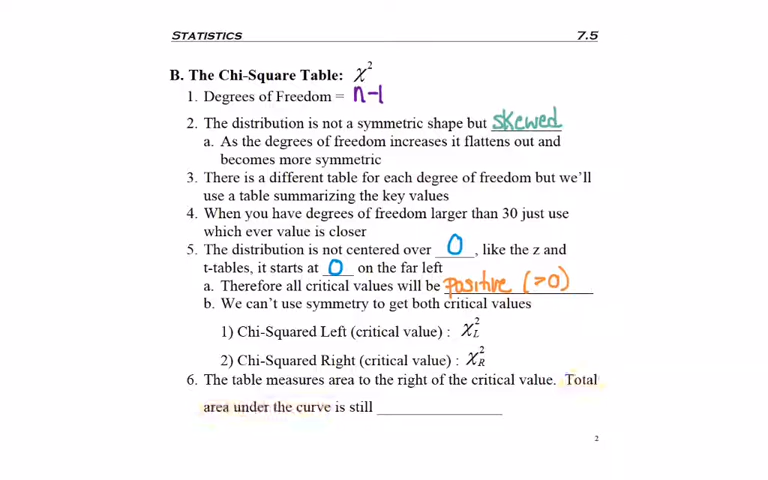 STATISTICS 7.5
B. The Chi-Square Table: χ²
1. Degrees of Freedom = n-1
2. The distribution is not a symmetric shape but skewed
a. As the degrees of freedom increases it flattens out and
becomes more symmetric
3. There is a different table for each degree of freedom but we'll
use a table summarizing the key values
4. When you have degrees of freedom larger than 30 just use
which ever value is closer
5. The distribution is not centered over 0, like the z and
t-tables, it starts at 0 on the far left
a. Therefore all critical values will be positive (>0)
b. We can't use symmetry to get both critical values
1) Chi-Squared Left (critical value) : χ²_L
2) Chi-Squared Right (critical value) : χ²_R
6. The table measures area to the right of the critical value. Total
area under the curve is still ____________
2